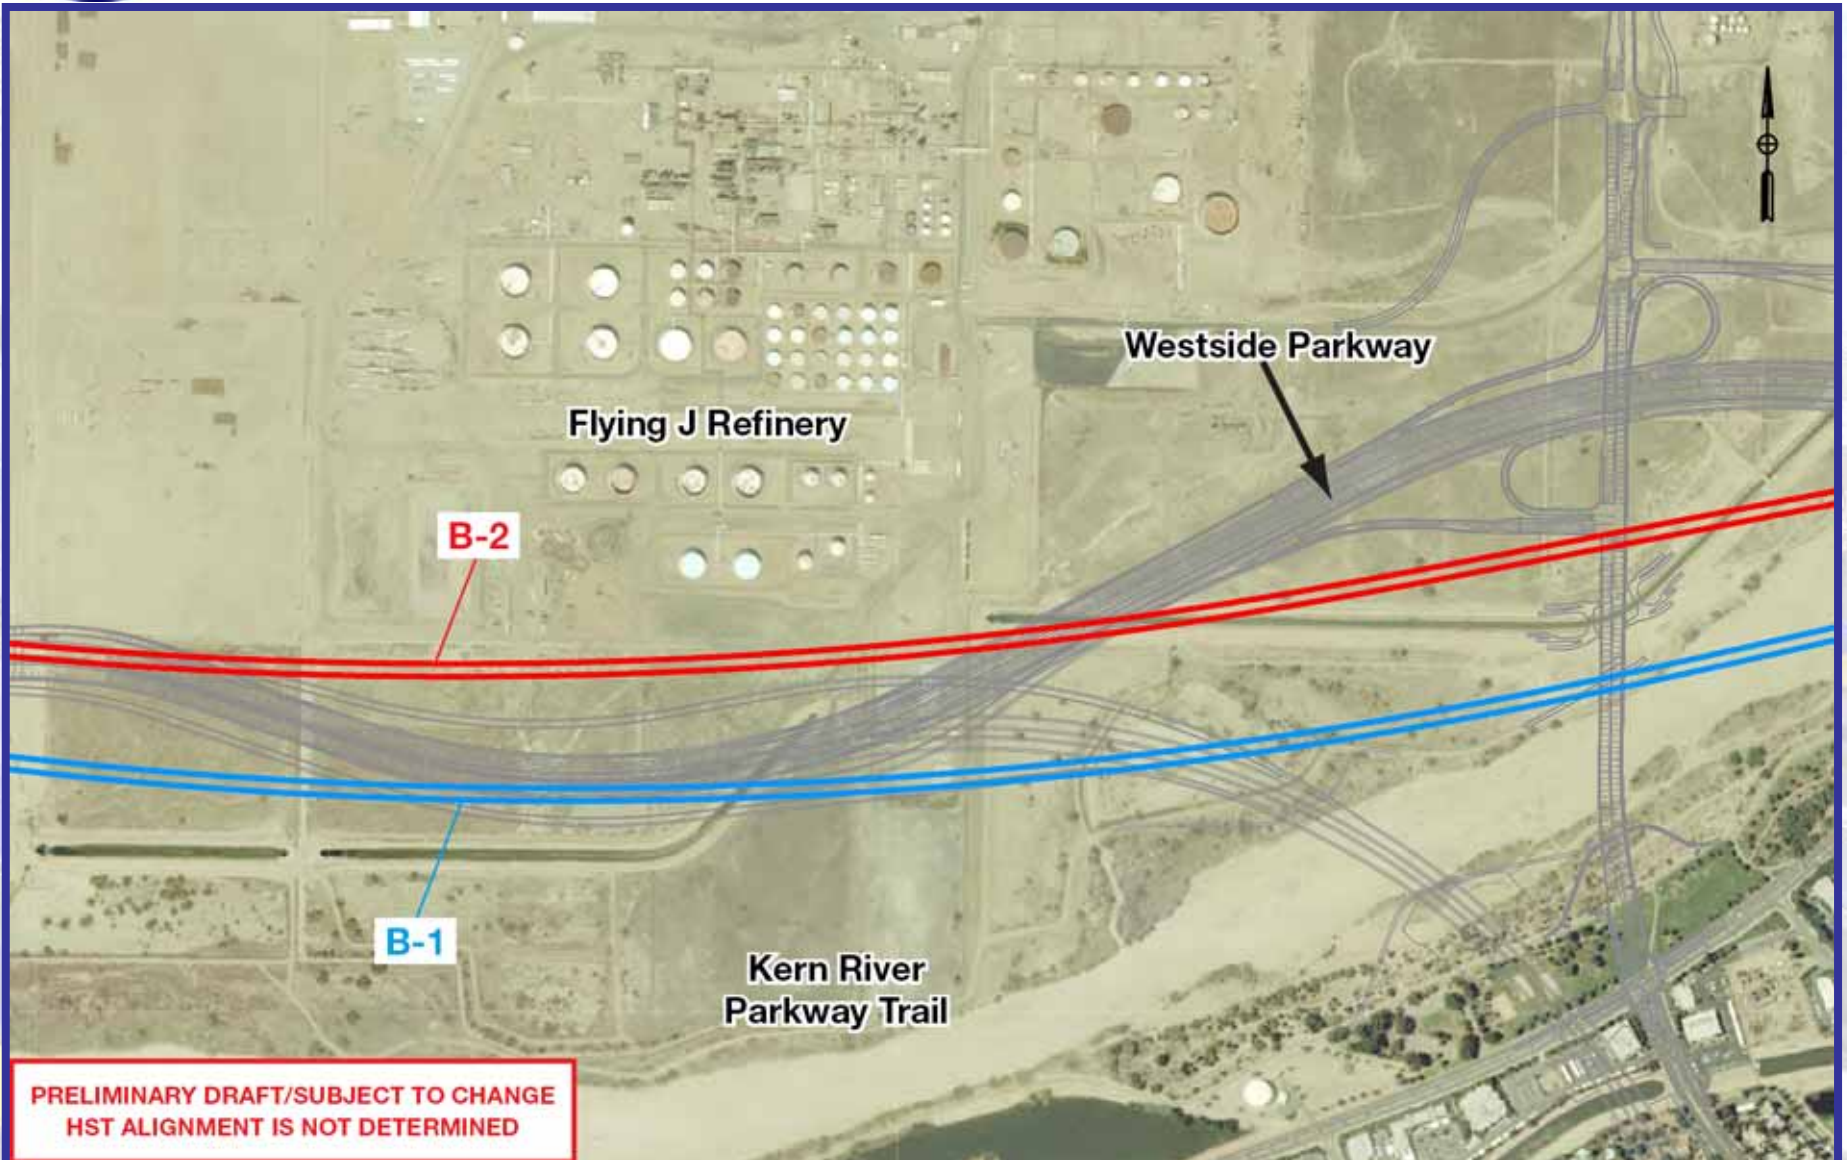 Westside Parkway
Flying J Refinery
B-2
B-1
Kern River
Parkway Trail
PRELIMINARY DRAFT/SUBJECT TO CHANGE
HST ALIGNMENT IS NOT DETERMINED